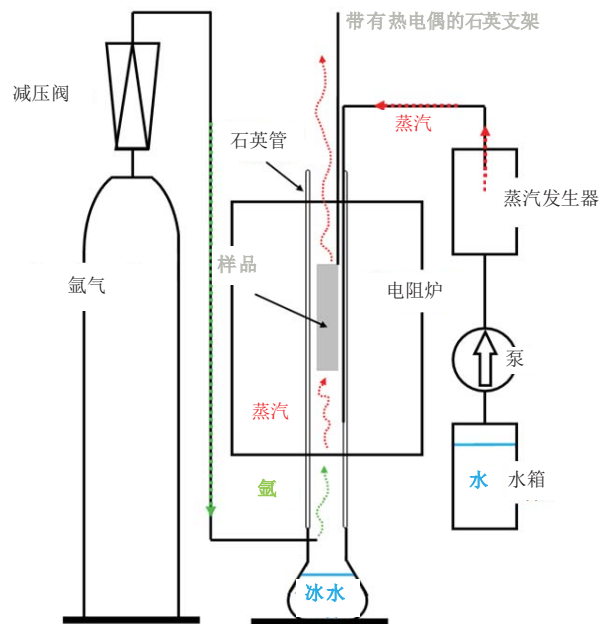 带有热电偶的石英支架
减压阀
蒸汽
石英管
蒸汽发生器
样品
氩气
电阻炉
泵
蒸汽
氩
水 水箱
冰水